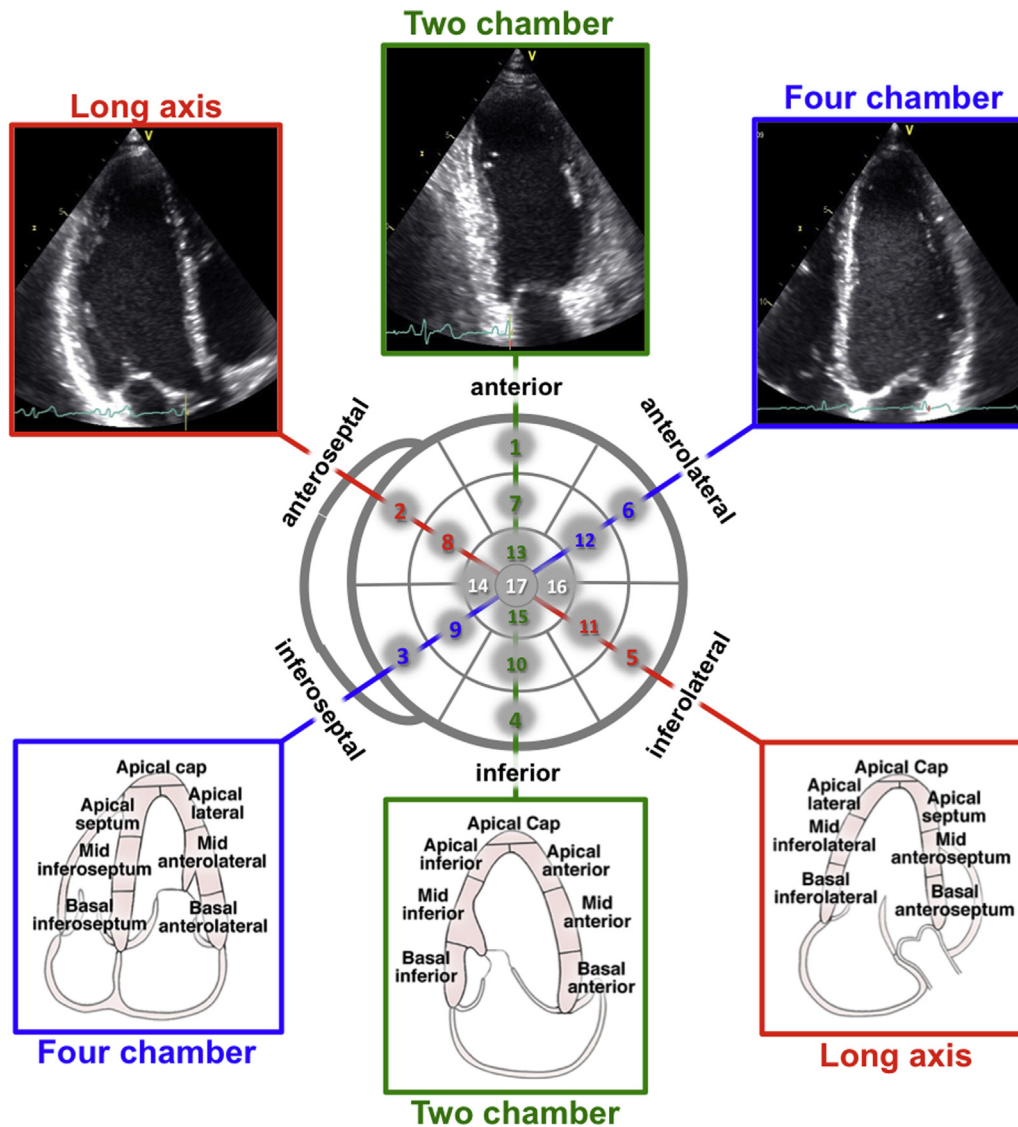 Two chamber
Long axis
Four chamber
V
V
V
5
5
5
10
x
x
x
anterior
anteroseptal
anterolateral
1
7
2
6
8
12
13
14
17
16
15
9
11
3
5
10
4
inferoseptal
inferolateral
inferior
Apical cap
Apical
septum
Apical
lateral
Mid
inferoseptum
Mid
anterolateral
Basal
inferoseptum
Basal
anterolateral
Four chamber
Apical Cap
Apical
inferior
Apical
anterior
Mid
inferior
Mid
anterior
Basal
inferior
Basal
anterior
Two chamber
Apical Cap
Apical
lateral
Apical
septum
Mid
inferolateral
Mid
anteroseptum
Basal
inferolateral
Basal
anteroseptum
Long axis